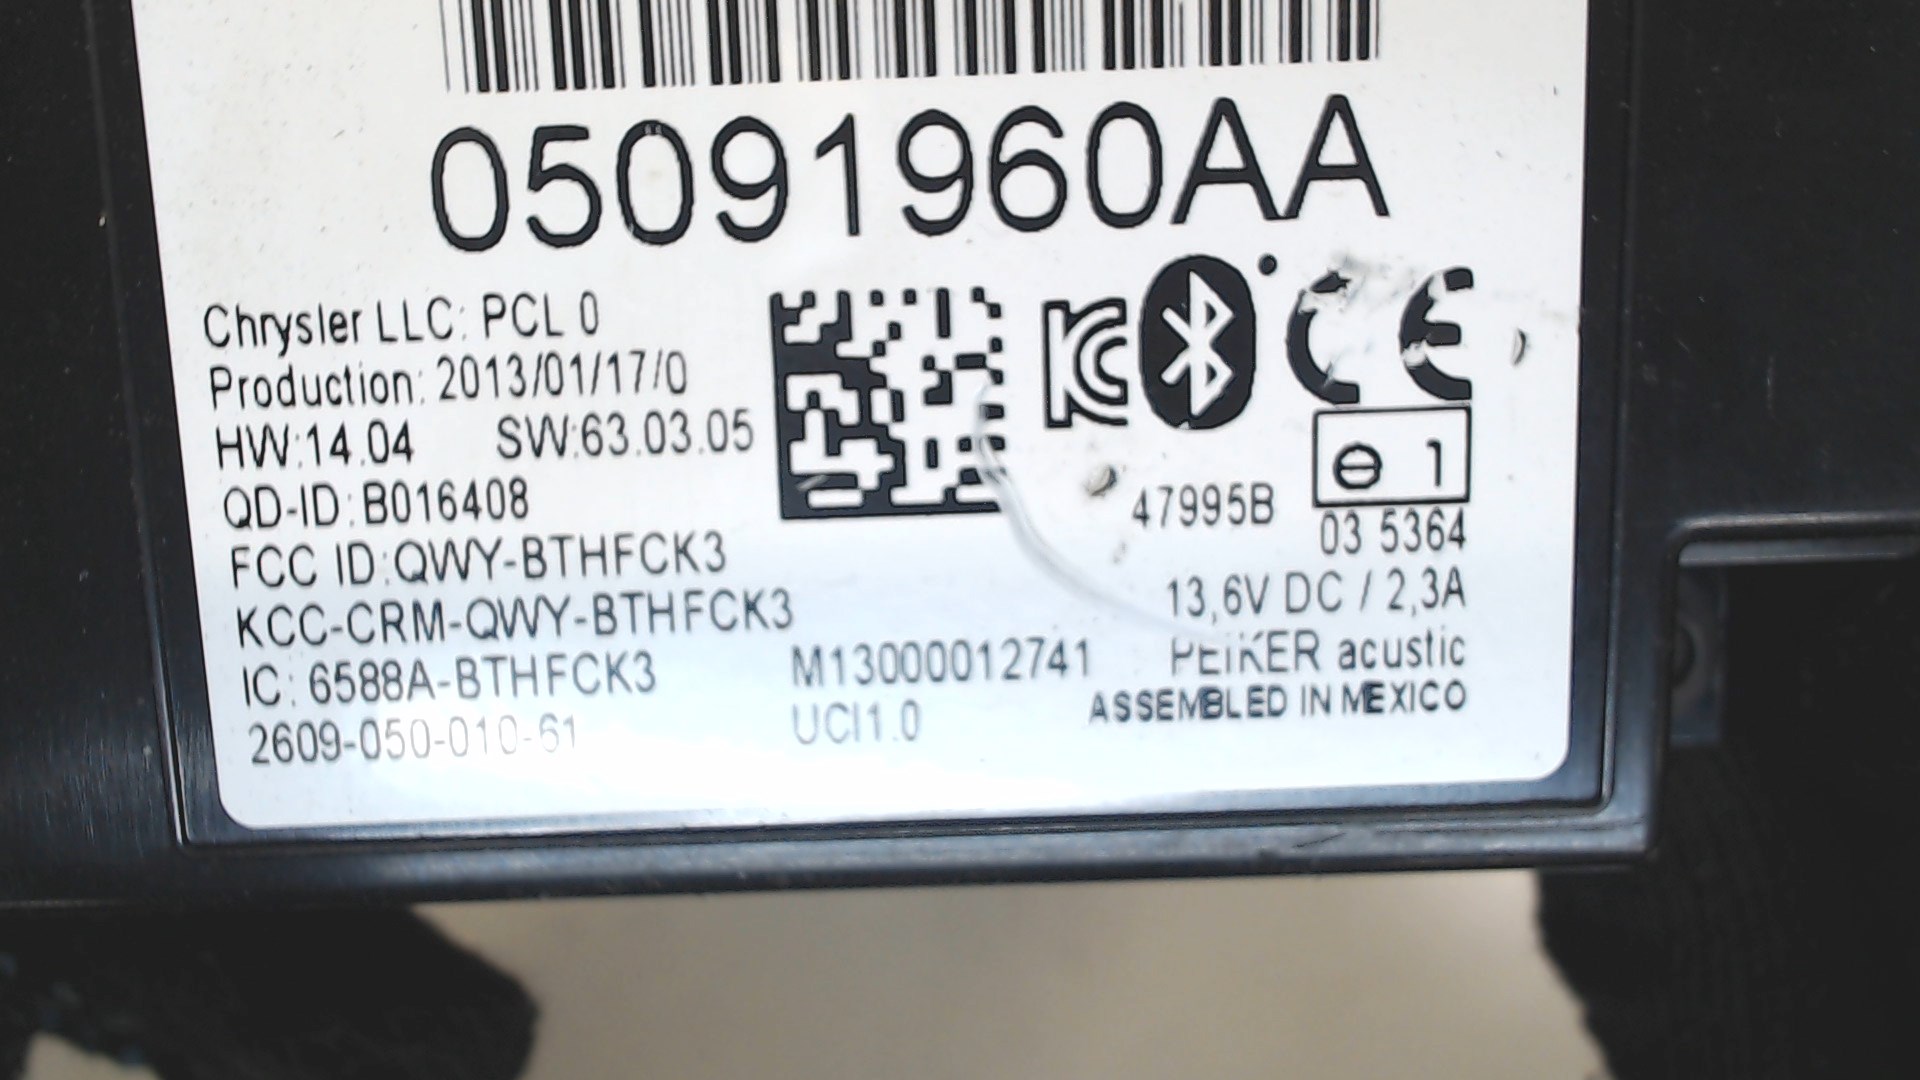 05091960AA
Chrysler LLC: PCL 0
Production: 2013/01/17/0
HW:14.04 SW:63.03.05
QD-ID: B016408
FCC ID:QWY-BTHFCK3
KCC-CRM-QWY-BTHFCK3
IC: 6588A-BTHFCK3
2609-050-010-61
M13000012741
UCI1.0
CE
e 1
47995B
03 5364
13,6V DC / 2,3A
PEIKER acustic
ASSEMBLED IN MEXICO